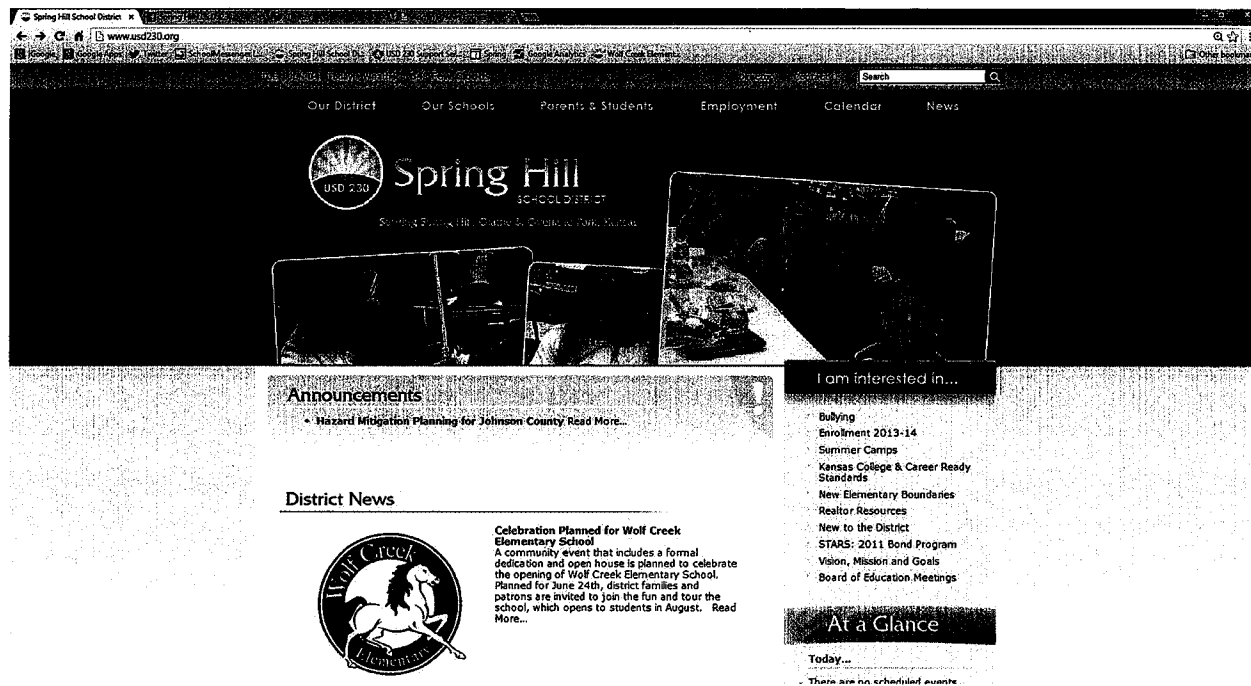 Spring Hill School District ×
www.usd230.org
Search
Our District Our Schools Parents & Students Employment Calendar News
USD 230
Spring Hill
SCHOOL DISTRICT
Serving Spring Hill, Olathe & Overland Park, Kansas
I am interested in...
Bullying
Enrollment 2013-14
Summer Camps
Kansas College & Career Ready
Standards
New Elementary Boundaries
Realtor Resources
New to the District
STARS: 2011 Bond Program
Vision, Mission and Goals
Board of Education Meetings
Announcements
• Hazard Mitigation Planning for Johnson County Read More...
District News
Wolf Creek
Elementary
Celebration Planned for Wolf Creek
Elementary School
A community event that includes a formal
dedication and open house is planned to celebrate
the opening of Wolf Creek Elementary School.
Planned for June 24th, district families and
patrons are invited to join the fun and tour the
school, which opens to students in August. Read
More...
At a Glance
Today...
There are no scheduled events